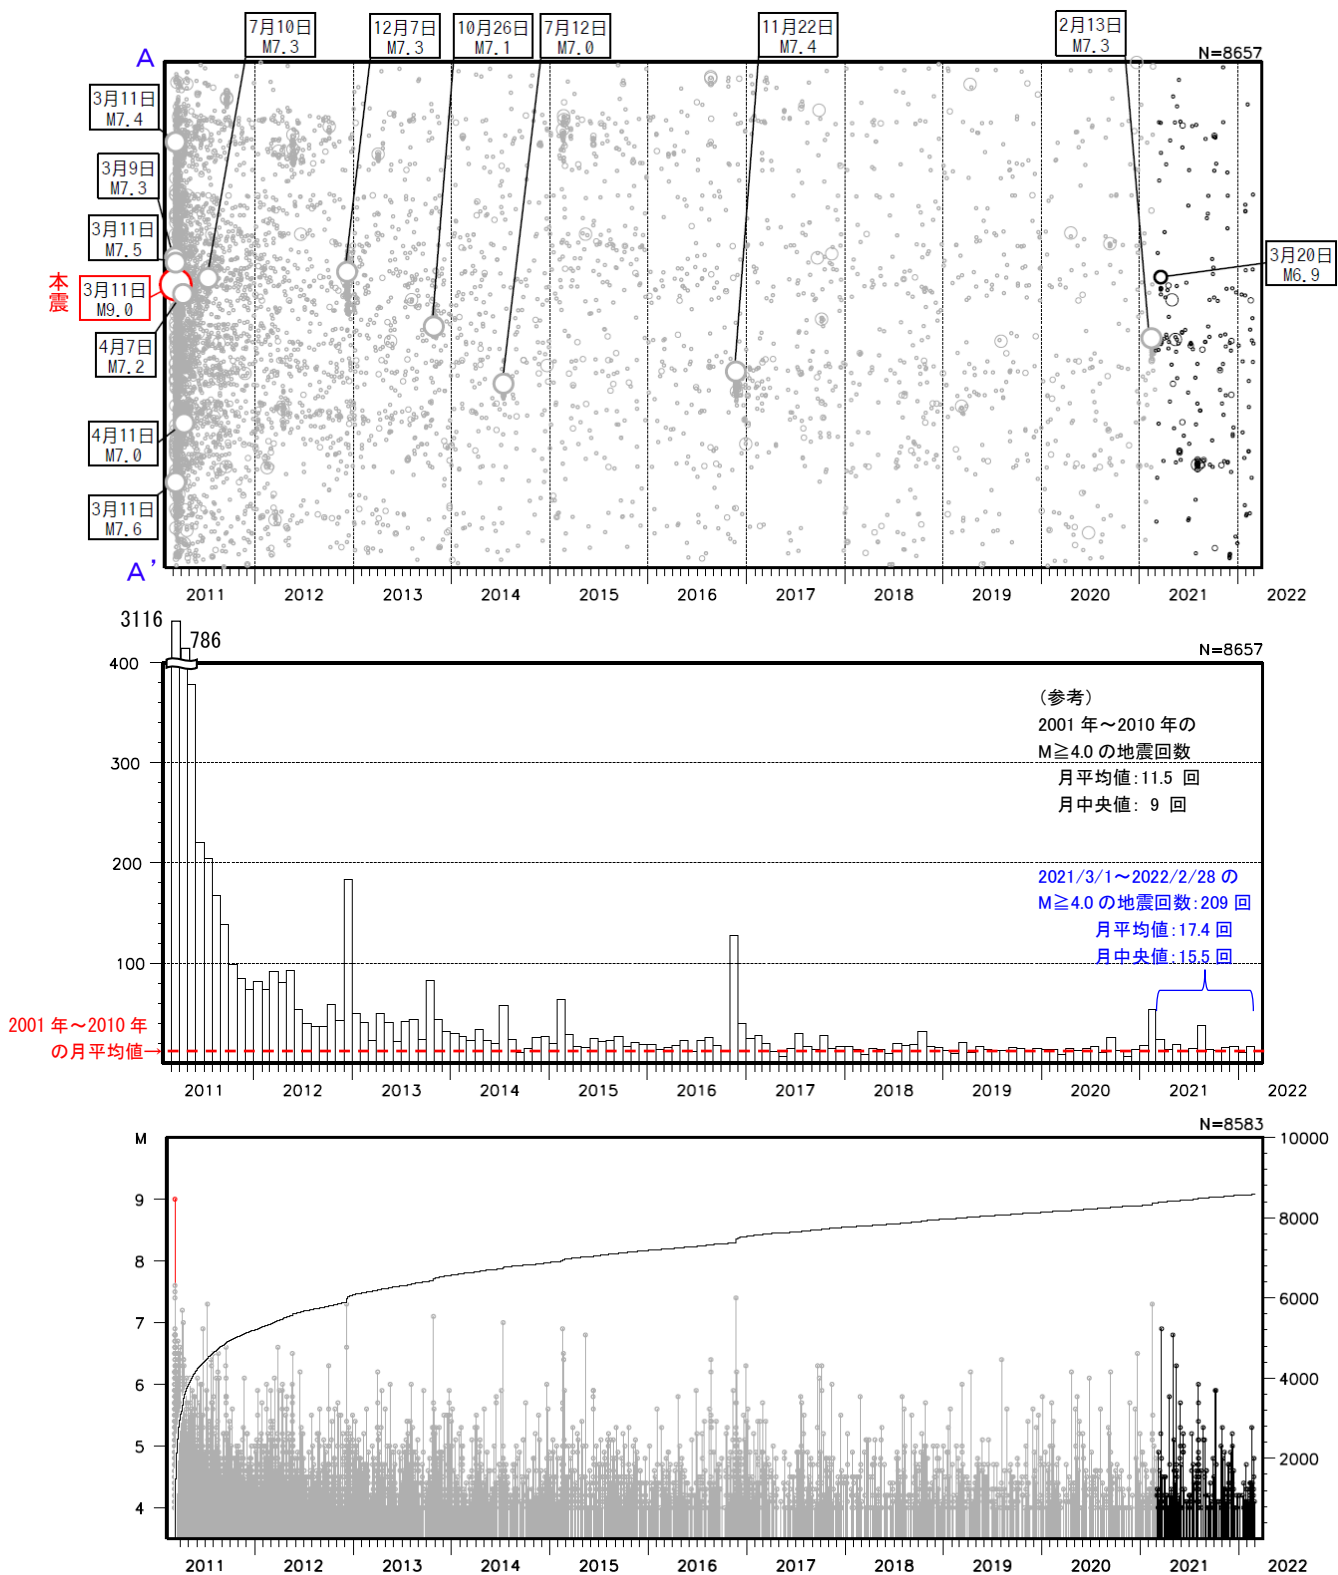 7月10日
M7.3
12月7日
M7.3
10月26日
M7.1
7月12日
M7.0
11月22日
M7.4
2月13日
M7.3
N=8657
A
3月11日
M7.4
3月9日
M7.3
3月11日
M7.5
本震
3月11日
M9.0
4月7日
M7.2
4月11日
M7.0
3月11日
M7.6
3月20日
M6.9
A'
2011 2012 2013 2014 2015 2016 2017 2018 2019 2020 2021 2022
3116
786
N=8657
400
300
200
100
(参考)
2001 年～2010 年の
M≧4.0 の地震回数
月平均値:11.5 回
月中央値: 9 回
2021/3/1～2022/2/28 の
M≧4.0 の地震回数:209 回
月平均値:17.4 回
月中央値:15.5 回
2001 年～2010 年
の月平均値→
2011 2012 2013 2014 2015 2016 2017 2018 2019 2020 2021 2022
N=8583
M
9
8
7
6
5
4
10000
8000
6000
4000
2000
2011 2012 2013 2014 2015 2016 2017 2018 2019 2020 2021 2022